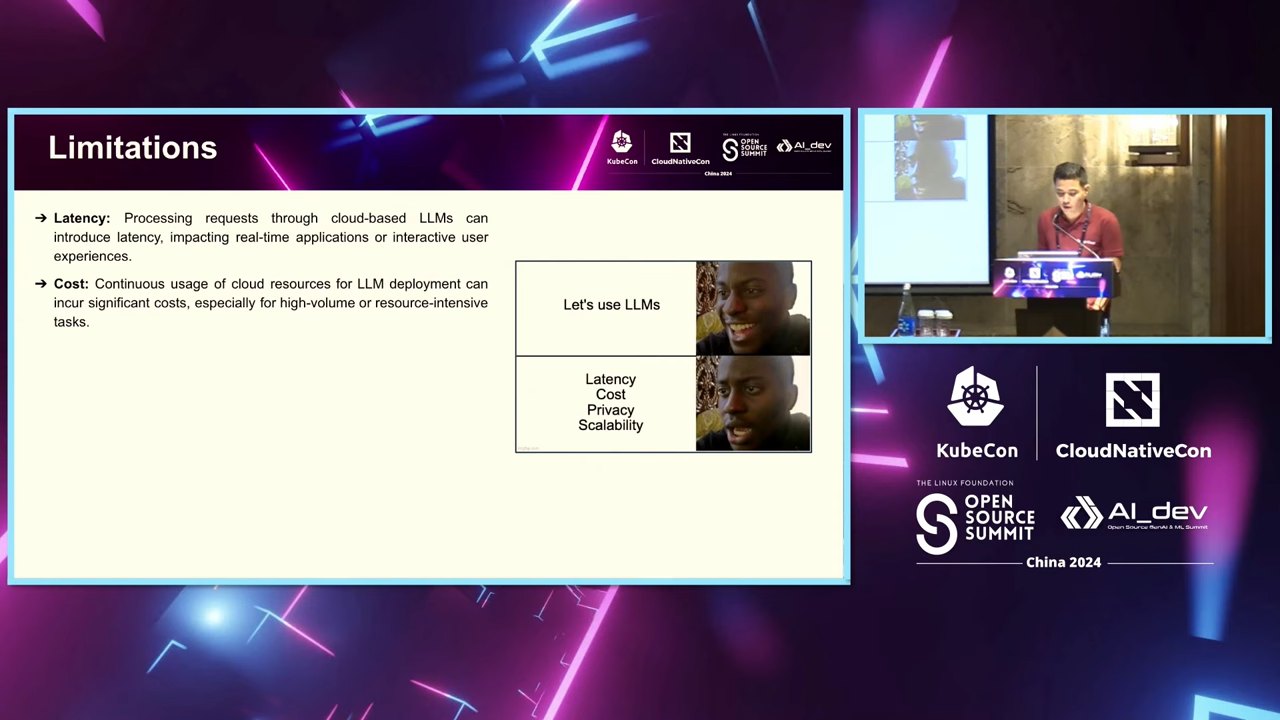 Limitations
KubeCon
CloudNativeCon
THE LINUX FOUNDATION
OPEN
SOURCE
SUMMIT
AI_dev
China 2024
➔ Latency: Processing requests through cloud-based LLMs can
introduce latency, impacting real-time applications or interactive user
experiences.
➔ Cost: Continuous usage of cloud resources for LLM deployment can
incur significant costs, especially for high-volume or resource-intensive
tasks.
Let's use LLMs
Latency
Cost
Privacy
Scalability
KubeCon
CloudNativeCon
THE LINUX FOUNDATION
OPEN
SOURCE
SUMMIT
AI_dev
Open Source GenAI & ML Summit
China 2024